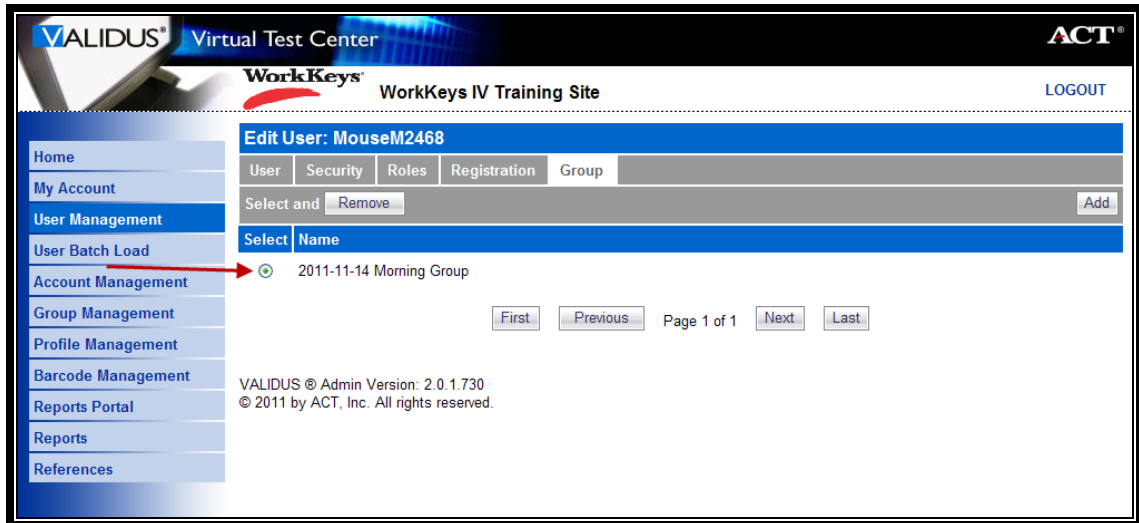 VALIDUS® Virtual Test Center ACT®
WorkKeys®
WorkKeys IV Training Site LOGOUT
Edit User: MouseM2468
Home
My Account
User Management
User Batch Load
Account Management
Group Management
Profile Management
Barcode Management
Reports Portal
Reports
References
User Security Roles Registration Group
Select and Remove Add
Select Name
2011-11-14 Morning Group
First Previous Page 1 of 1 Next Last
VALIDUS ® Admin Version: 2.0.1.730
© 2011 by ACT, Inc. All rights reserved.